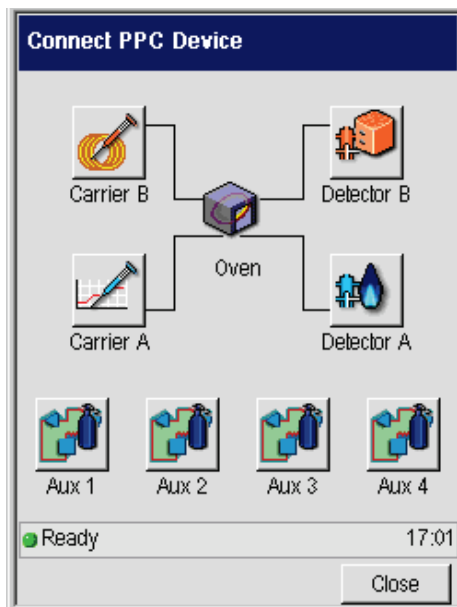 Connect PPC Device
Carrier B
Detector B
Oven
Carrier A
Detector A
Aux 1
Aux 2
Aux 3
Aux 4
Ready
17:01
Close